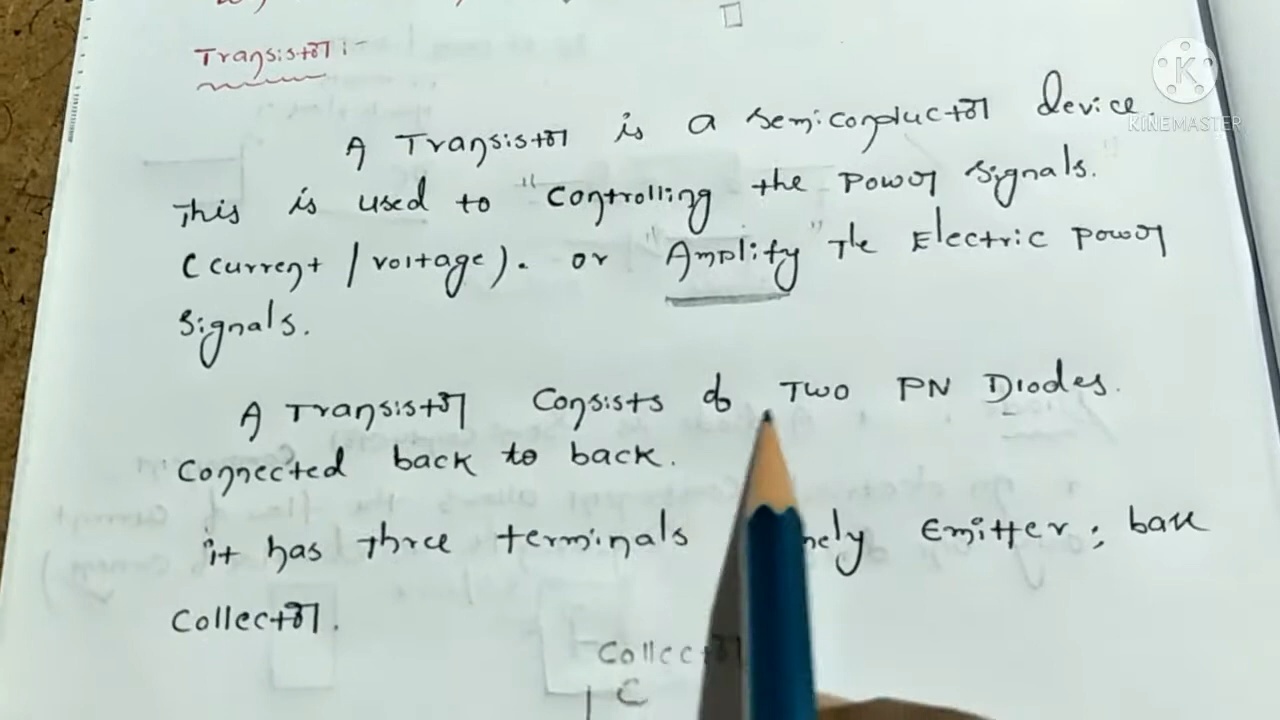 Transistor :-
KINEMASTER
A Transistor is a semiconductor device.
This is used to "controlling the power signals.
(current / voltage). or "Amplify" The Electric power
signals.
A Transistor Consists of Two PN Diodes.
Connected back to back.
it has three terminals nely Emitter; base
Collector.
Collector
C